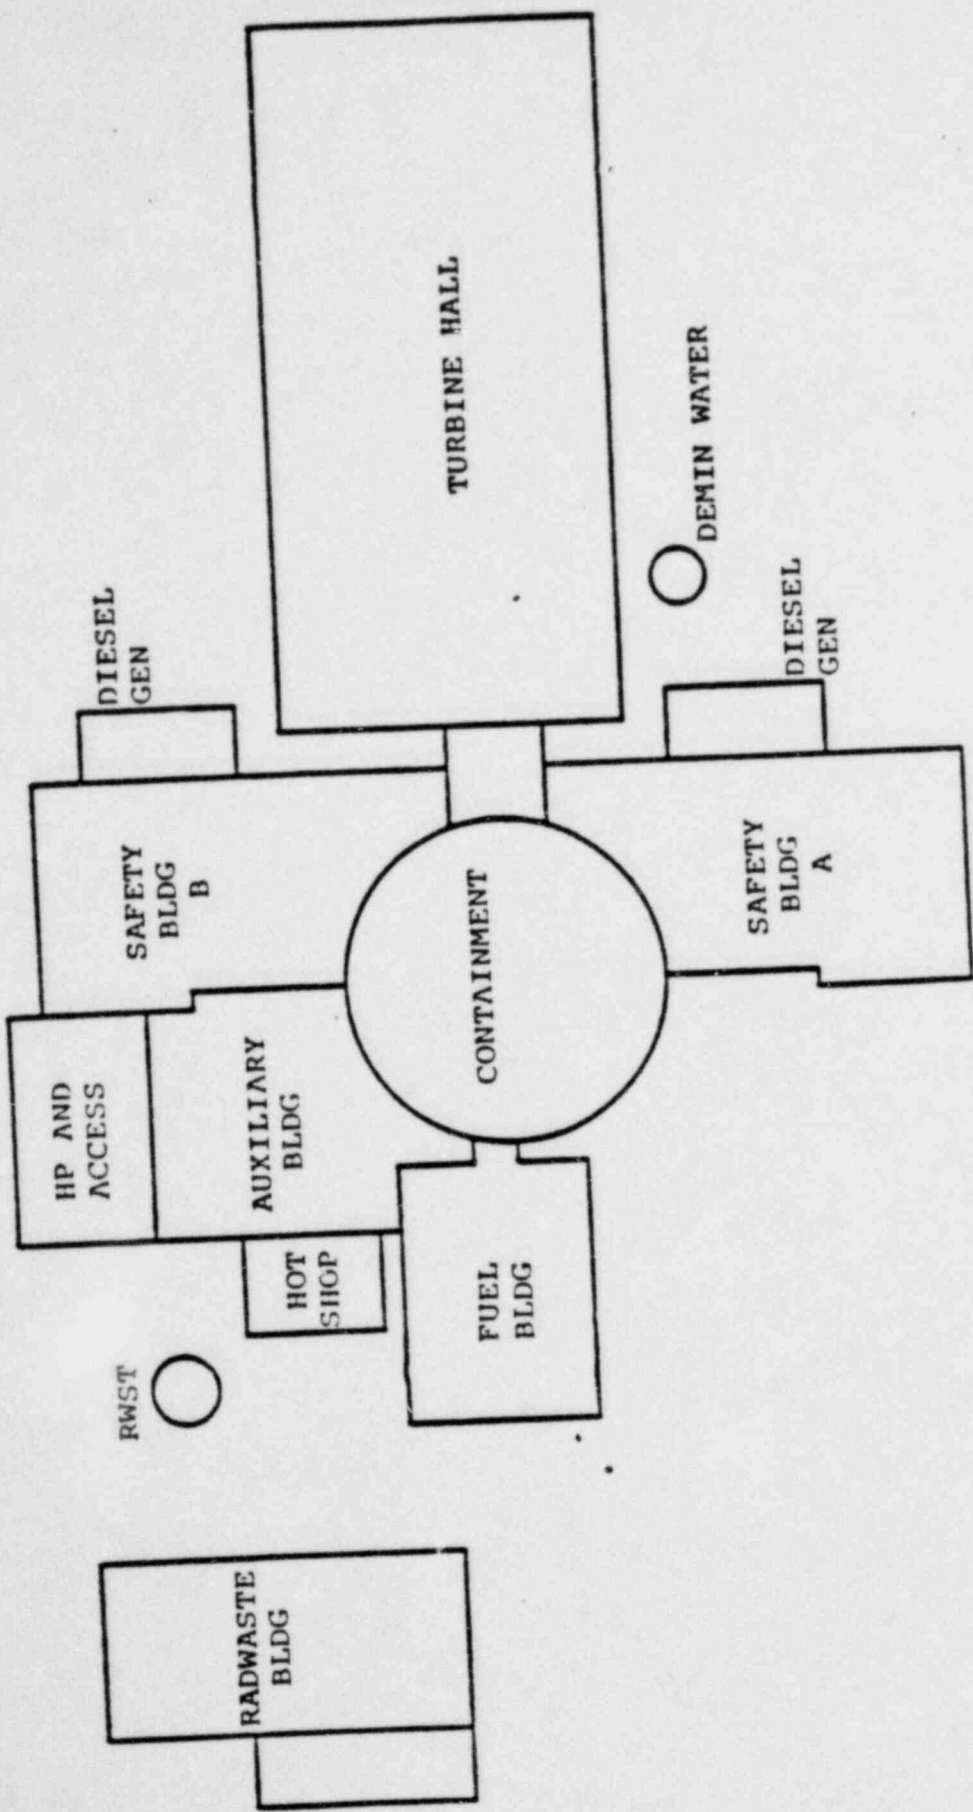 DIESEL
GEN
SAFETY
BLDG
B
HP AND
ACCESS
AUXILIARY
BLDG
HOT
SHOP
RWST
RADWASTE
BLDG
TURBINE HALL
CONTAINMENT
FUEL
BLDG
DEMIN WATER
DIESEL
GEN
SAFETY
BLDG
A